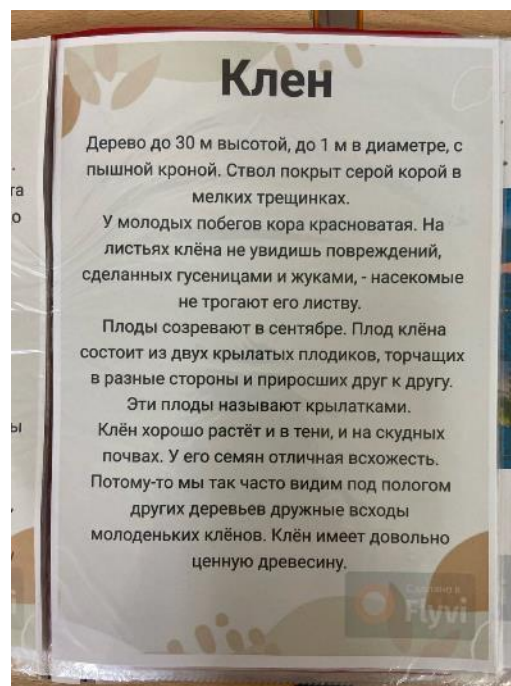 Клен
Дерево до 30 м высотой, до 1 м в диаметре, с
пышной кроной. Ствол покрыт серой корой в
мелких трещинках.
У молодых побегов кора красноватая. На
листьях клёна не увидишь повреждений,
сделанных гусеницами и жуками, - насекомые
не трогают его листву.
Плоды созревают в сентябре. Плод клёна
состоит из двух крылатых плодиков, торчащих
в разные стороны и приросших друг к другу.
Эти плоды называют крылатками.
Клён хорошо растёт и в тени, и на скудных
почвах. У его семян отличная всхожесть.
Потому-то мы так часто видим под пологом
других деревьев дружные всходы
молоденьких клёнов. Клён имеет довольно
ценную древесину.
Сделано в
Flyvi